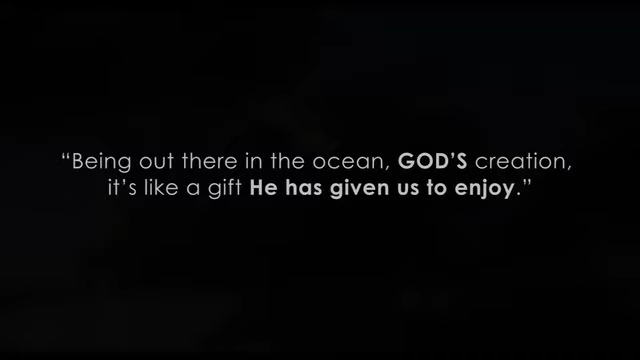 “Being out there in the ocean, GOD’S creation,
it’s like a gift He has given us to enjoy.”